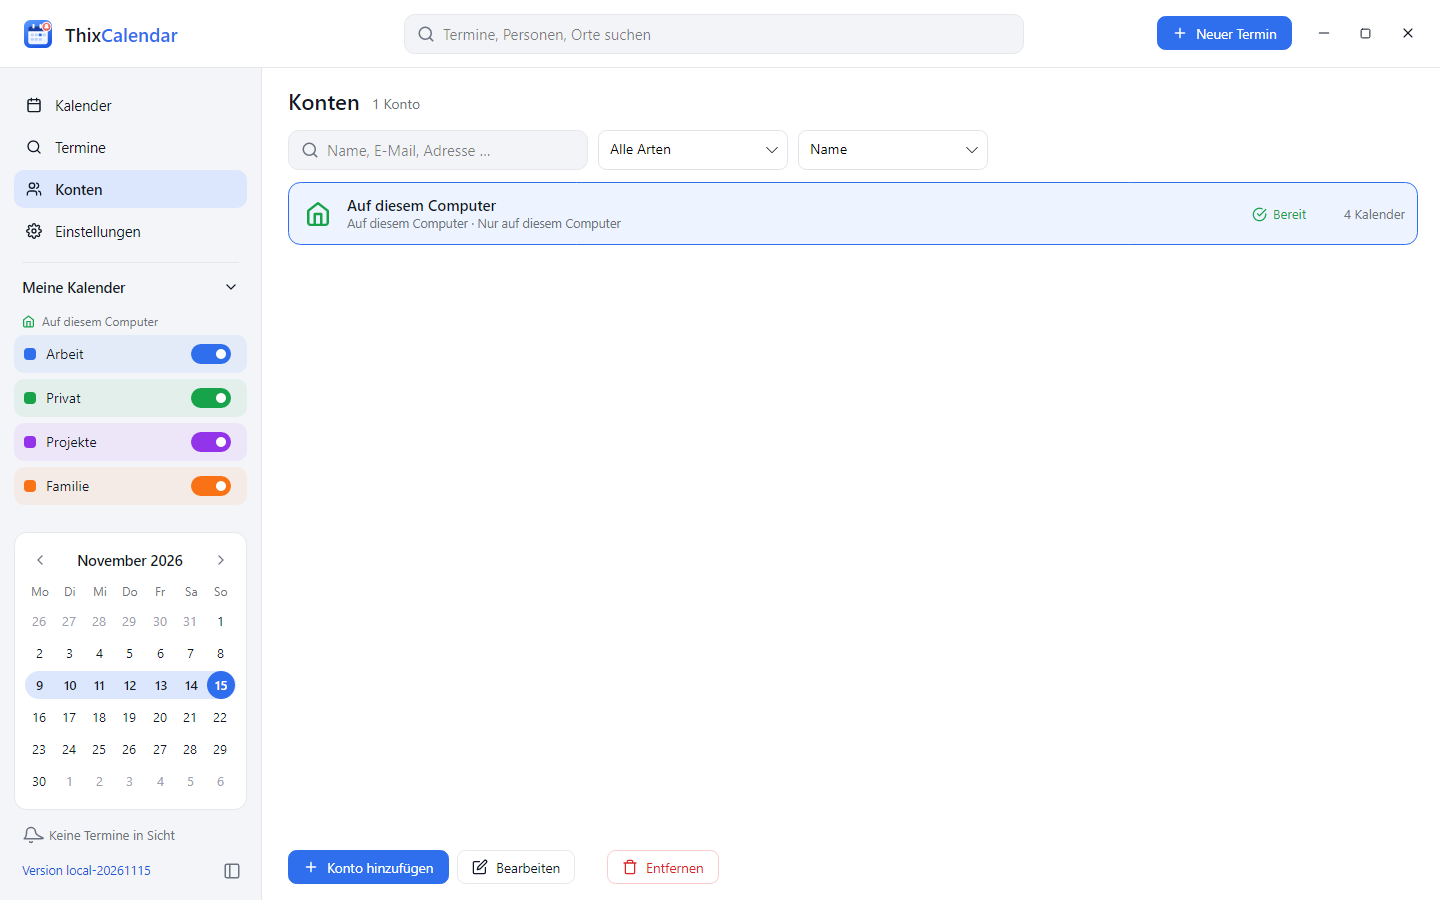 ThixCalendar
Termine, Personen, Orte suchen
Neuer Termin
Kalender
Termine
Konten
Einstellungen
Meine Kalender
Auf diesem Computer
Arbeit
Privat
Projekte
Familie
November 2026
Mo Di Mi Do Fr Sa So
26 27 28 29 30 31 1
2 3 4 5 6 7 8
9 10 11 12 13 14 15
16 17 18 19 20 21 22
23 24 25 26 27 28 29
30 1 2 3 4 5 6
Keine Termine in Sicht
Version local-20261115
Konten 1 Konto
Name, E-Mail, Adresse ...
Alle Arten
Name
Auf diesem Computer
Auf diesem Computer · Nur auf diesem Computer
Bereit
4 Kalender
Konto hinzufügen
Bearbeiten
Entfernen